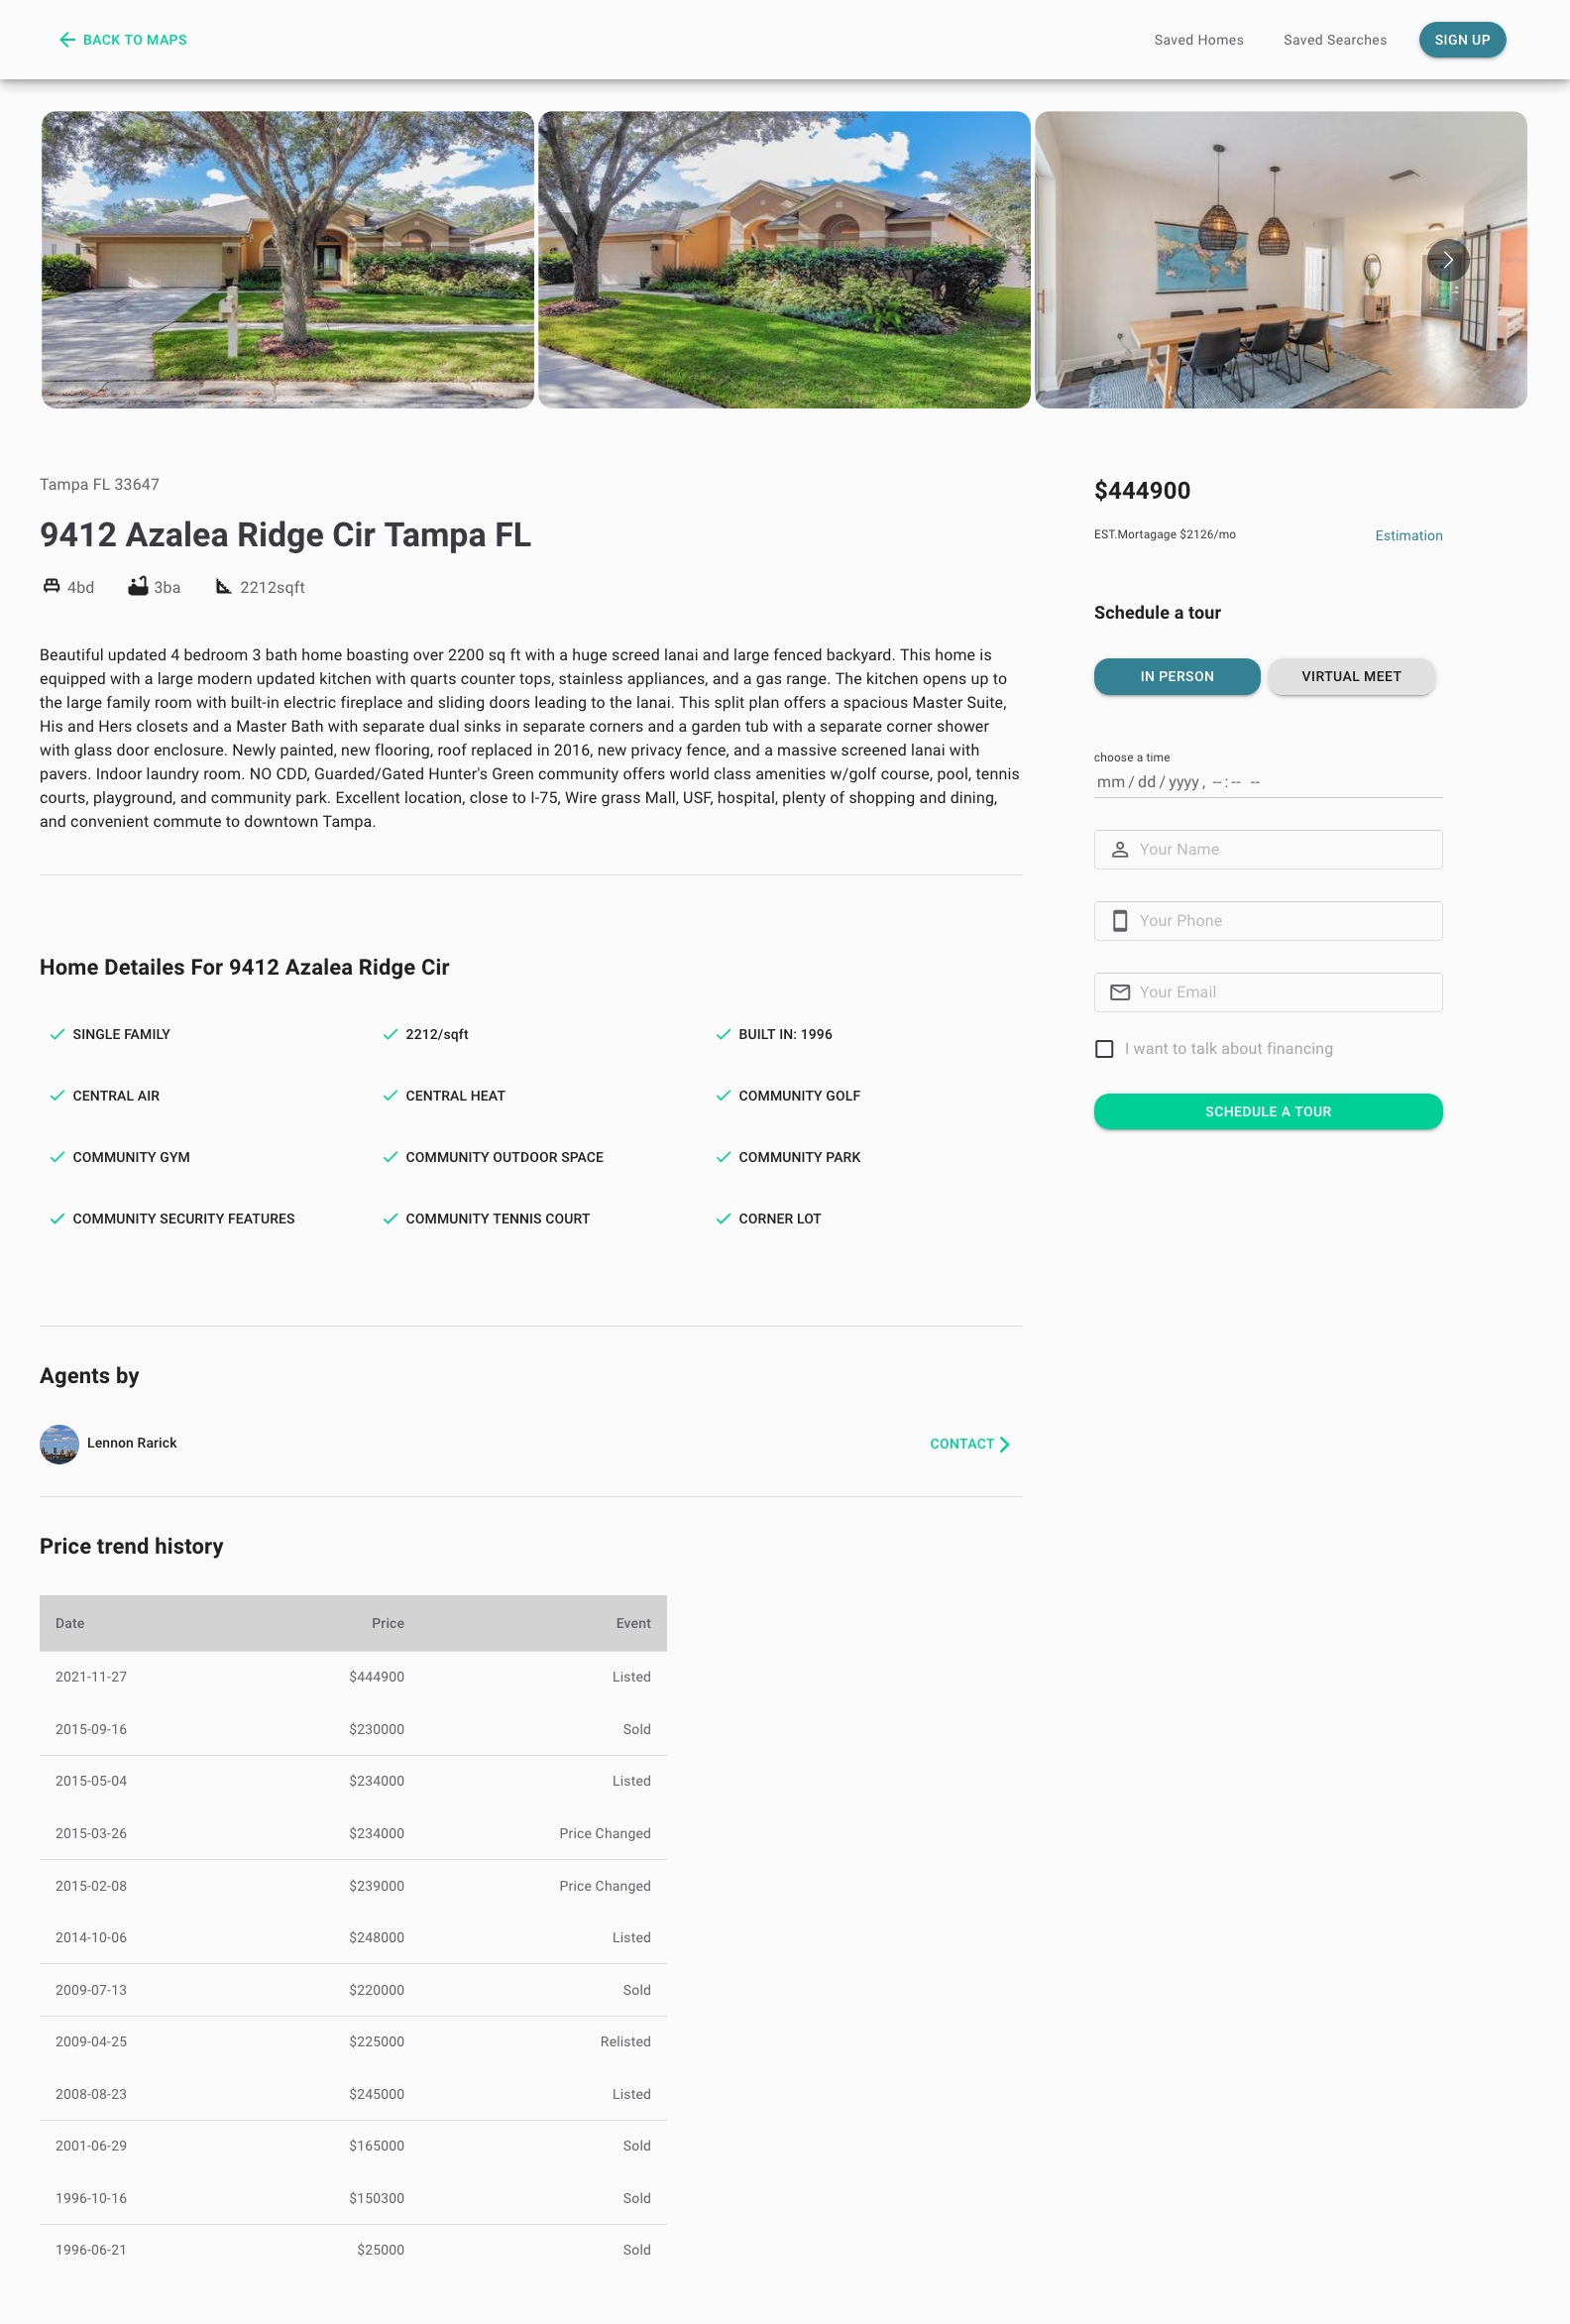 BACK TO MAPS
Saved Homes
Saved Searches
SIGN UP
Tampa FL 33647
9412 Azalea Ridge Cir Tampa FL
4bd 3ba 2212sqft
Beautiful updated 4 bedroom 3 bath home boasting over 2200 sq ft with a huge screed lanai and large fenced backyard. This home is
equipped with a large modern updated kitchen with quarts counter tops, stainless appliances, and a gas range. The kitchen opens up to
the large family room with built-in electric fireplace and sliding doors leading to the lanai. This split plan offers a spacious Master Suite,
His and Hers closets and a Master Bath with separate dual sinks in separate corners and a garden tub with a separate corner shower
with glass door enclosure. Newly painted, new flooring, roof replaced in 2016, new privacy fence, and a massive screened lanai with
pavers. Indoor laundry room. NO CDD, Guarded/Gated Hunter's Green community offers world class amenities w/golf course, pool, tennis
courts, playground, and community park. Excellent location, close to I-75, Wire grass Mall, USF, hospital, plenty of shopping and dining,
and convenient commute to downtown Tampa.
$444900
EST.Mortagage $2126/mo Estimation
Schedule a tour
IN PERSON VIRTUAL MEET
choose a time
mm / dd / yyyy , -- : -- --
Your Name
Your Phone
Your Email
I want to talk about financing
SCHEDULE A TOUR
Home Detailes For 9412 Azalea Ridge Cir
SINGLE FAMILY 2212/sqft BUILT IN: 1996
CENTRAL AIR CENTRAL HEAT COMMUNITY GOLF
COMMUNITY GYM COMMUNITY OUTDOOR SPACE COMMUNITY PARK
COMMUNITY SECURITY FEATURES COMMUNITY TENNIS COURT CORNER LOT
Agents by
Lennon Rarick CONTACT
Price trend history
Date Price Event
2021-11-27 $444900 Listed
2015-09-16 $230000 Sold
2015-05-04 $234000 Listed
2015-03-26 $234000 Price Changed
2015-02-08 $239000 Price Changed
2014-10-06 $248000 Listed
2009-07-13 $220000 Sold
2009-04-25 $225000 Relisted
2008-08-23 $245000 Listed
2001-06-29 $165000 Sold
1996-10-16 $150300 Sold
1996-06-21 $25000 Sold